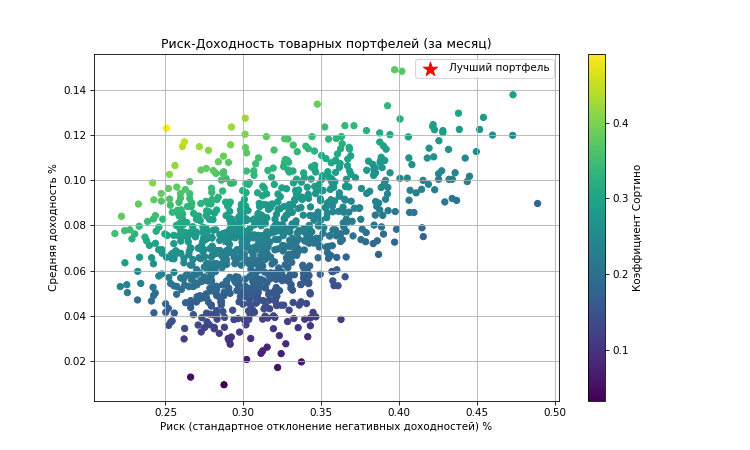 Риск-Доходность товарных портфелей (за месяц)
Лучший портфель
Средняя доходность %
0.14
0.12
0.10
0.08
0.06
0.04
0.02
0.25 0.30 0.35 0.40 0.45 0.50
Риск (стандартное отклонение негативных доходностей) %
0.4
0.3
0.2
0.1
Коэффициент Сортино